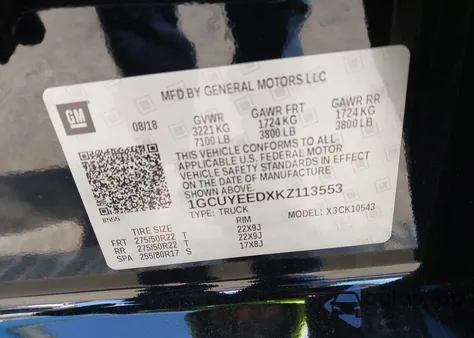 MFD BY GENERAL MOTORS LLC
GM
08/18
GVWR GAWR FRT GAWR RR
3221 KG 1724 KG 1724 KG
7100 LB 3800 LB 3800 LB
THIS VEHICLE CONFORMS TO ALL
APPLICABLE U.S. FEDERAL MOTOR
VEHICLE SAFETY
IN EFFECT ON THE DATE OF MANUFACTURE
SHOWN ABOVE.
1GCUYEEDXKZ113553
TYPE: TRUCK MODEL: X3CK10543
8555
TIRE SIZE RIM
FRT 275/50R22 T 22X9J
RR 275/50R22 T 22X9J
SPA 255/80R17 S 17X8J